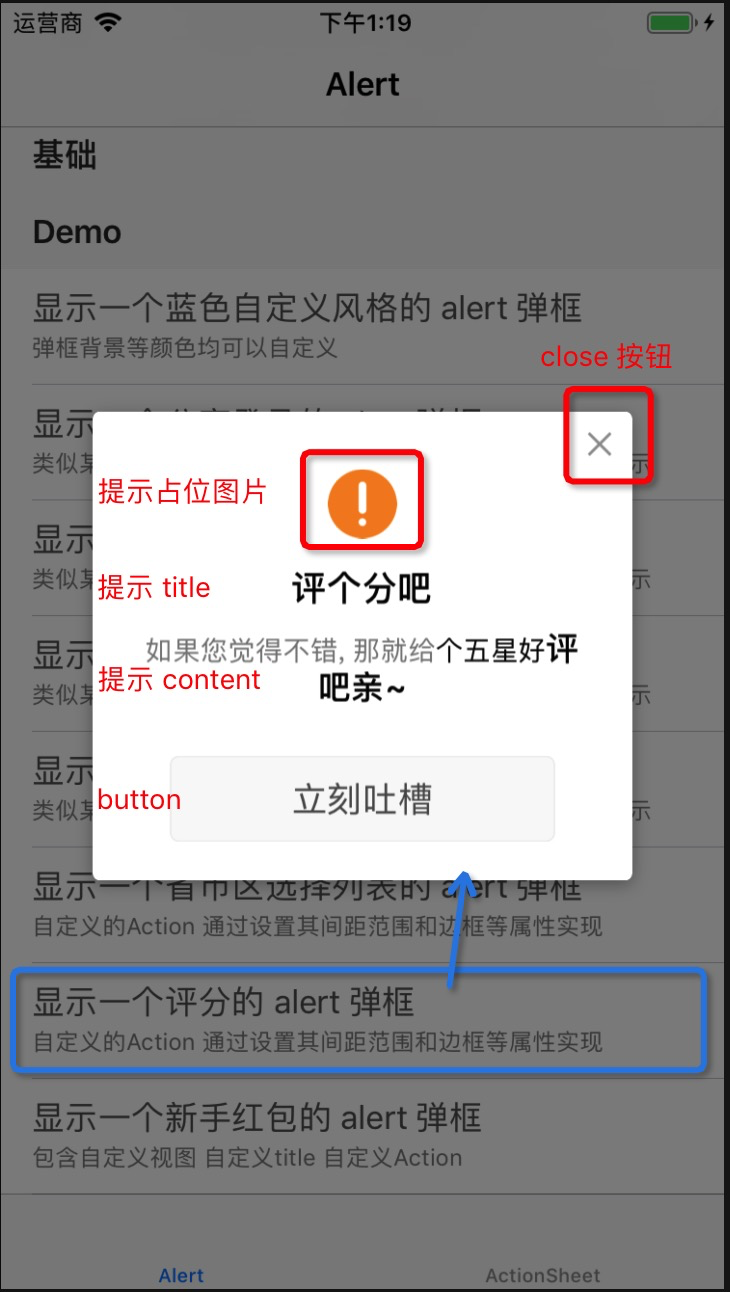 运营商 下午1:19
Alert
基础
Demo
显示一个蓝色自定义风格的 alert 弹框
弹框背景等颜色均可以自定义
close 按钮
显示
类似
示
提示占位图片
显示
类似
示
提示 title
评个分吧
显示
类似
示
如果您觉得不错, 那就给个五星好评
提示 content
吧亲~
显示
类似
示
button
立刻吐槽
显示一个省市区选择列表的 alert 弹框
自定义的Action 通过设置其间距范围和边框等属性实现
显示一个评分的 alert 弹框
自定义的Action 通过设置其间距范围和边框等属性实现
显示一个新手红包的 alert 弹框
包含自定义视图 自定义title 自定义Action
Alert ActionSheet